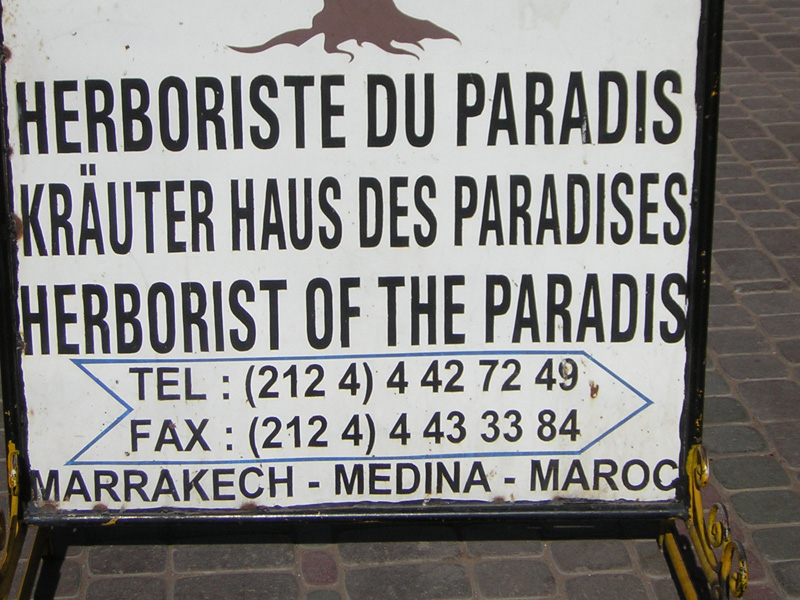 HERBORISTE DU PARADIS
KRÄUTER HAUS DES PARADISES
HERBORIST OF THE PARADIS
TEL : (212 4) 4 42 72 49
FAX : (212 4) 4 43 33 84
MARRAKECH - MEDINA - MAROC